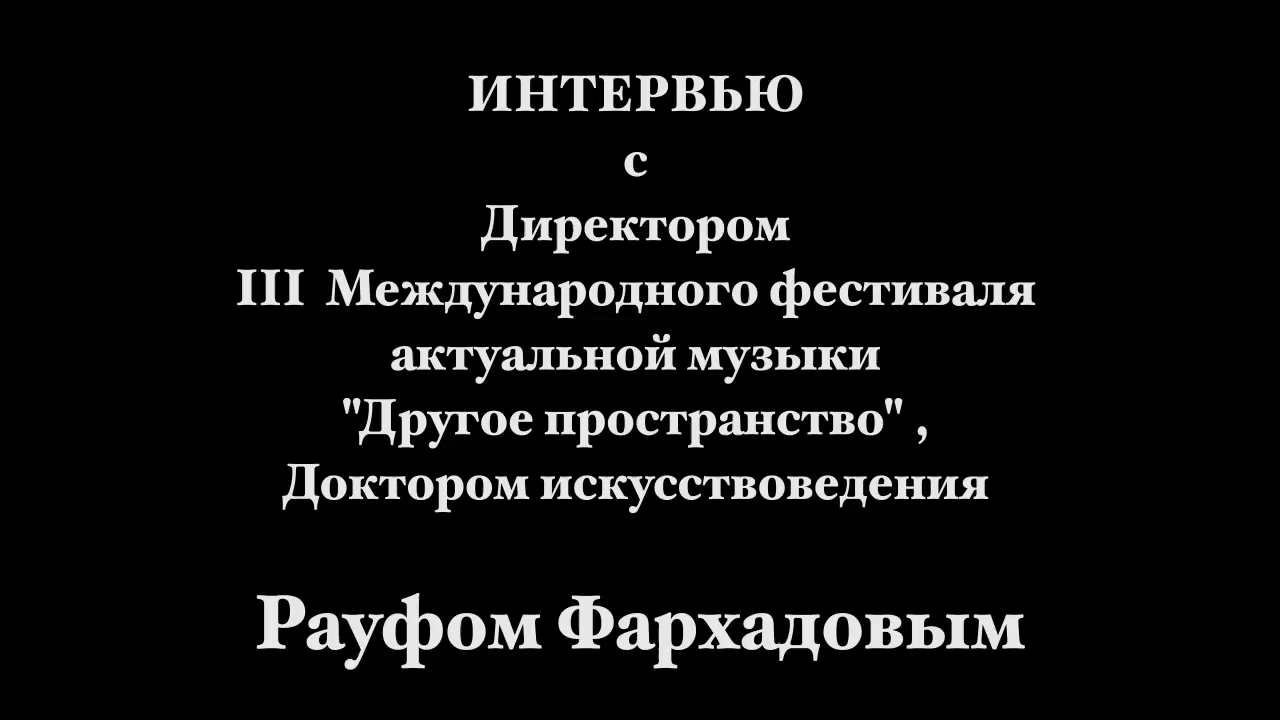 ИНТЕРВЬЮ
с
Директором
III Международного фестиваля
актуальной музыки
"Другое пространство" ,
Доктором искусствоведения
Рауфом Фархадовым